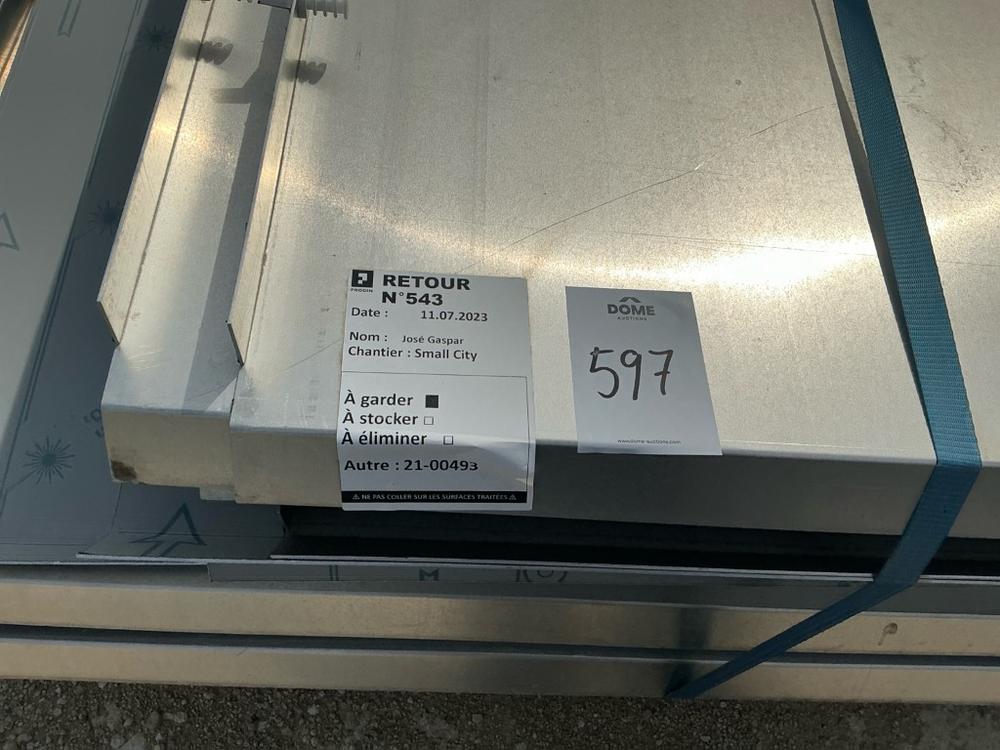 RETOUR
N°543
FROGIN
Date : 11.07.2023
Nom : José Gaspar
Chantier : Small City
À garder ■
À stocker □
À éliminer □
Autre : 21-00493
⚠ NE PAS COLLER SUR LES SURFACES TRAITÉES ⚠
DOME
AUCTIONS
597
www.dome-auctions.com
M